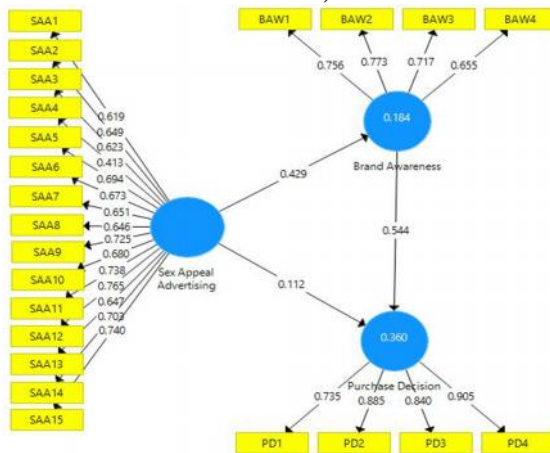 SAA1
SAA2
SAA3
SAA4
SAA5
SAA6
SAA7
SAA8
SAA9
SAA10
SAA11
SAA12
SAA13
SAA14
SAA15
0.619
0.649
0.623
0.413
0.694
0.673
0.651
0.646
0.725
0.680
0.738
0.765
0.647
0.703
0.740
Sex Appeal
Advertising
0.429
0.112
BAW1
BAW2
BAW3
BAW4
0.756
0.773
0.717
0.655
0.184
Brand Awareness
0.544
0.360
Purchase Decision
0.735
0.885
0.840
0.905
PD1
PD2
PD3
PD4